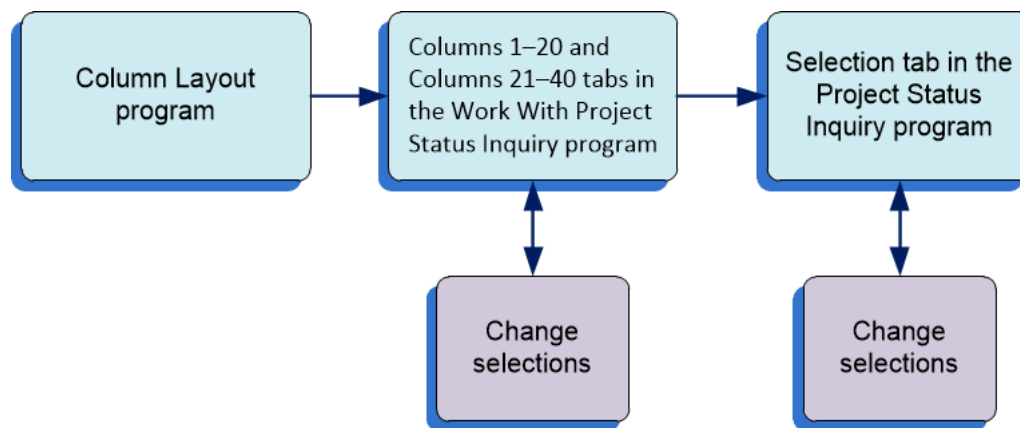 Column Layout
program
Columns 1–20 and
Columns 21–40 tabs in
the Work With Project
Status Inquiry program
Selection tab in the
Project Status
Inquiry program
Change
selections
Change
selections